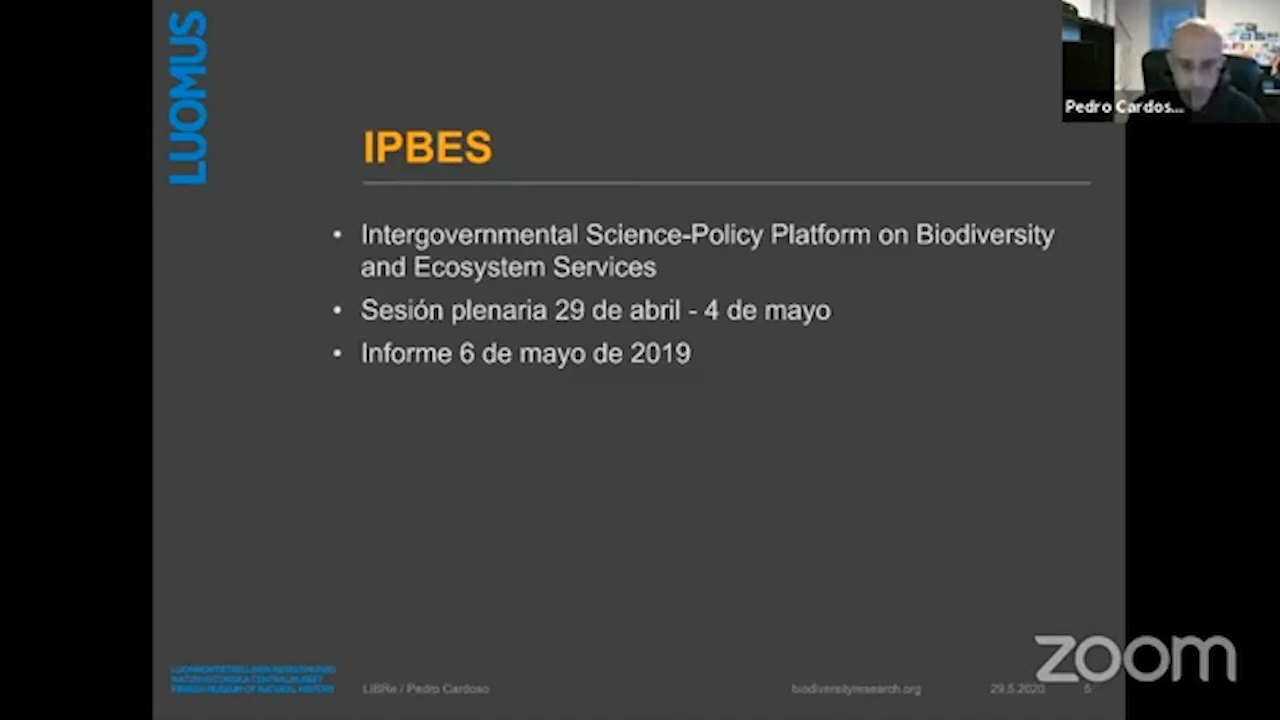 LUOMUS
Pedro Cardos...
IPBES
• Intergovernmental Science-Policy Platform on Biodiversity
and Ecosystem Services
• Sesión plenaria 29 de abril - 4 de mayo
• Informe 6 de mayo de 2019
zoom
LUONNONTIETEELLINEN KESKUSMUSEO
NATURHISTORISKA CENTRALMUSEET
FINNISH MUSEUM OF NATURAL HISTORY
LIBRe / Pedro Cardoso
biodiversityresearch.org
29.5.2020
5